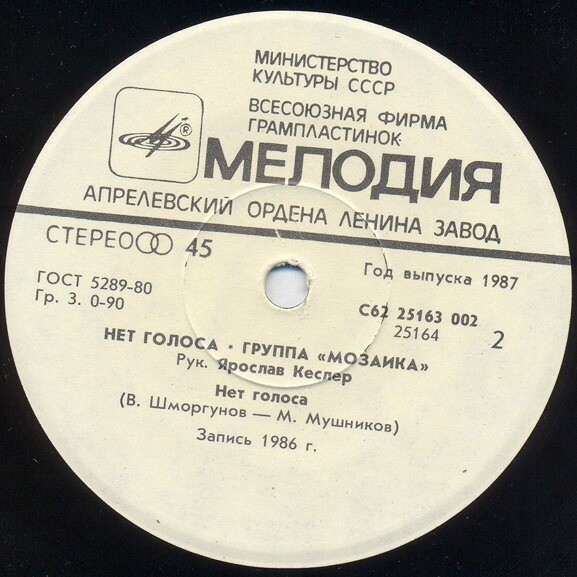 МИНИСТЕРСТВО
КУЛЬТУРЫ СССР
ВСЕСОЮЗНАЯ ФИРМА
ГРАМПЛАСТИНОК
®
МЕЛОДИЯ
АПРЕЛЕВСКИЙ ОРДЕНА ЛЕНИНА ЗАВОД
СТЕРЕО 45
Год выпуска 1987
ГОСТ 5289-80
Гр. 3. 0-90
С62 25163 002
25164
2
НЕТ ГОЛОСА · ГРУППА «МОЗАИКА»
Рук. Ярослав Кеслер
Нет голоса
(В. Шморгунов — М. Мушников)
Запись 1986 г.